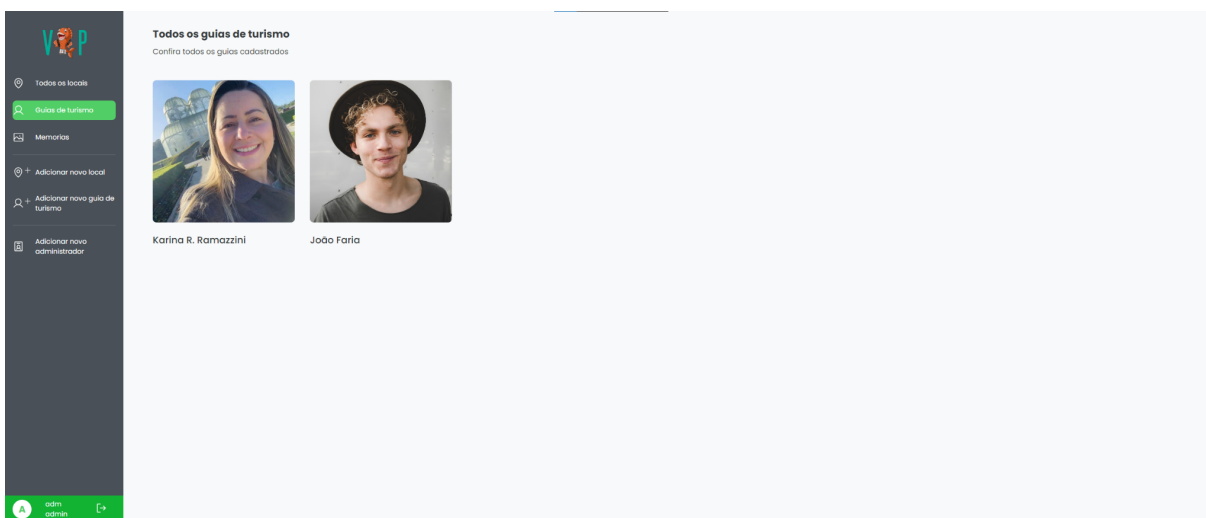 V P
Todos os locais
Guias de turismo
Memorias
Adicionar novo local
Adicionar novo guia de
turismo
Adicionar novo
administrador
A
adm
admin
Todos os guias de turismo
Confira todos os guias cadastrados
Karina R. Ramazzini
João Faria